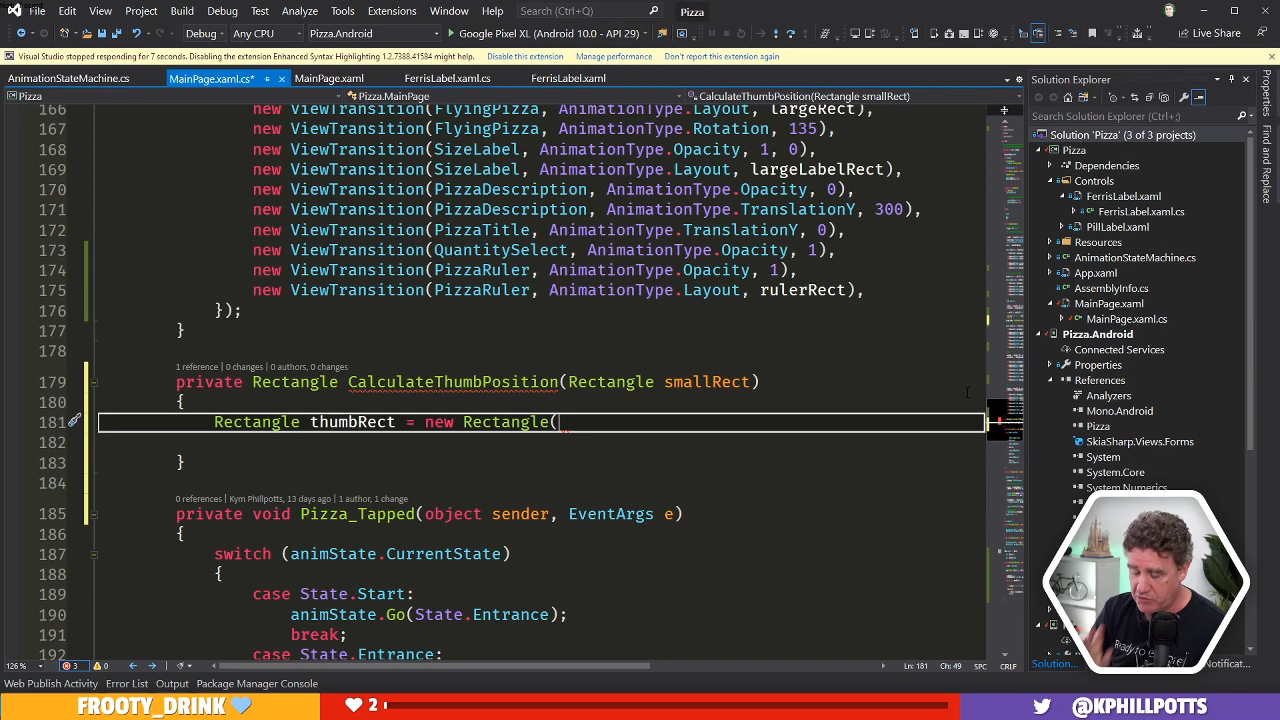 File Edit View Git Project Build Debug Test Analyze Tools Extensions Window Help Search (Ctrl+Q) Pizza
Debug Any CPU Pizza.Android Google Pixel XL (Android 10.0 - API 29) Live Share
Visual Studio stopped responding for 7 seconds. Disabling the extension Enhanced Syntax Highlighting 1.2.7388.41584 might help. Disable this extension Manage performance Don't show again for this extension
AnimationStateMachine.cs MainPage.xaml.cs* MainPage.xaml FerrisLabel.xaml.cs FerrisLabel.xaml
Pizza Pizza.MainPage CalculateThumbPosition(Rectangle smallRect)
166 new ViewTransition(FlyingPizza, AnimationType.Layout, largeRect),
167 new ViewTransition(FlyingPizza, AnimationType.Rotation, 135),
168 new ViewTransition(SizeLabel, AnimationType.Opacity, 1, 0),
169 new ViewTransition(SizeLabel, AnimationType.Layout, largeLabelRect),
170 new ViewTransition(PizzaDescription, AnimationType.Opacity, 0),
171 new ViewTransition(PizzaDescription, AnimationType.TranslationY, 300),
172 new ViewTransition(PizzaTitle, AnimationType.TranslationY, 0),
173 new ViewTransition(QuantitySelect, AnimationType.Opacity, 1),
174 new ViewTransition(PizzaRuler, AnimationType.Opacity, 1),
175 new ViewTransition(PizzaRuler, AnimationType.Layout, rulerRect),
176 });
177 }
178
1 reference | 0 changes | 0 authors, 0 changes
179 private Rectangle CalculateThumbPosition(Rectangle smallRect)
180 {
181 Rectangle thumbRect = new Rectangle(
182
183 }
184
0 references | Kym Phillpotts, 13 days ago | 1 author, 1 change
185 private void Pizza_Tapped(object sender, EventArgs e)
186 {
187 switch (animState.CurrentState)
188 {
189 case State.Start:
190 animState.Go(State.Entrance);
191 break;
192 case State.Entrance:
126 % 3 0 Ln: 181 Ch: 49 SPC CRLF
Web Publish Activity Error List Output Package Manager Console
Solution Explorer
Search Solution Explorer (Ctrl+;)
Solution 'Pizza' (3 of 3 projects)
Pizza
Dependencies
Controls
FerrisLabel.xaml
FerrisLabel.xaml.cs
PillLabel.xaml
Resources
AnimationStateMachine.cs
App.xaml
AssemblyInfo.cs
MainPage.xaml
MainPage.xaml.cs
Pizza.Android
Connected Services
Properties
References
Analyzers
Mono.Android
Pizza
SkiaSharp.Views.Forms
System
System.Core
System.Numerics
Solution... Notificat...
Properties
Find and Replace
FROOTY_DRINK 2 @KPHILLPOTTS